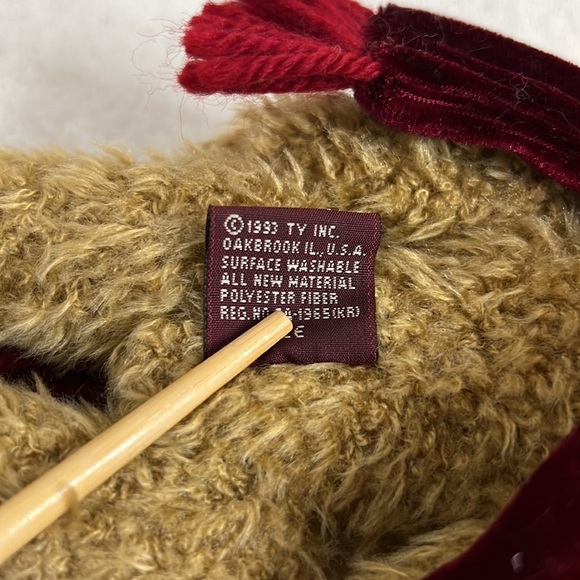 © 1993 TY INC.
OAKBROOK IL., U.S.A.
SURFACE WASHABLE
ALL NEW MATERIAL
POLYESTER FIBER
REG. NO. -1965(KR)